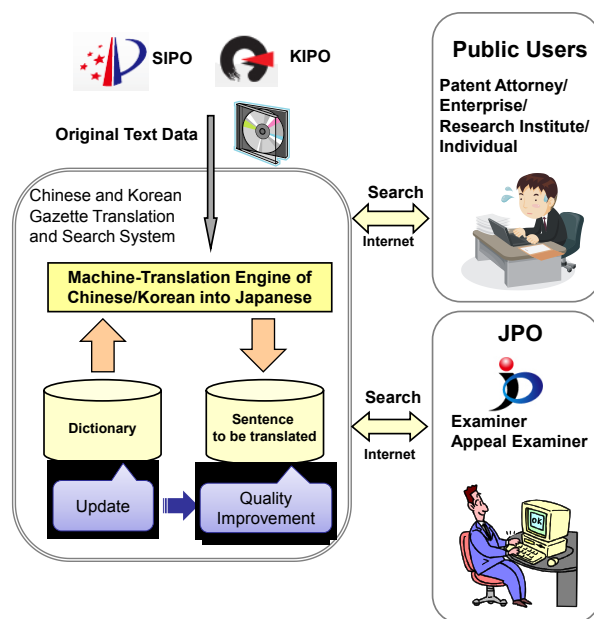 SIPO
KIPO
Original Text Data
Chinese and Korean
Gazette Translation
and Search System
Machine-Translation Engine of
Chinese/Korean into Japanese
Dictionary
Sentence
to be translated
Update
Quality
Improvement
Search
Internet
Search
Internet
Public Users
Patent Attorney/
Enterprise/
Research Institute/
Individual
JPO
Examiner
Appeal Examiner
OK